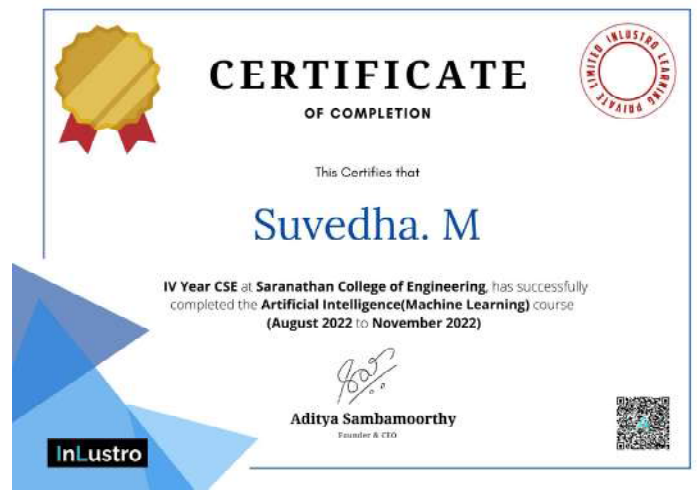 CERTIFICATE
INLUSTRO LEARNING PRIVATE LIMITED
OF COMPLETION
This Certifies that
Suvedha. M
IV Year CSE at Saranathan College of Engineering, has successfully
completed the Artificial Intelligence(Machine Learning) course
(August 2022 to November 2022)
Aditya Sambamoorthy
Founder & CEO
InLustro